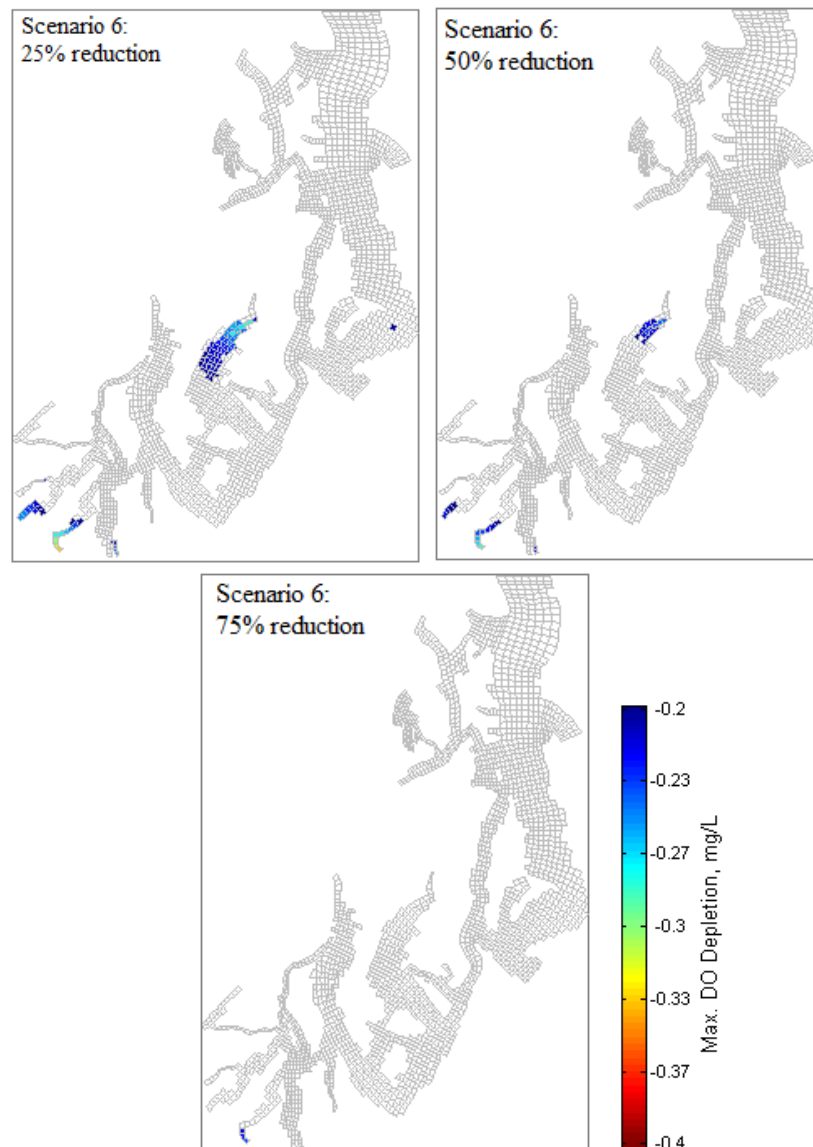 Scenario 6:
25% reduction
Scenario 6:
50% reduction
Scenario 6:
75% reduction
-0.2
-0.23
-0.27
-0.3
-0.33
-0.37
-0.4
Max. DO Depletion, mg/L